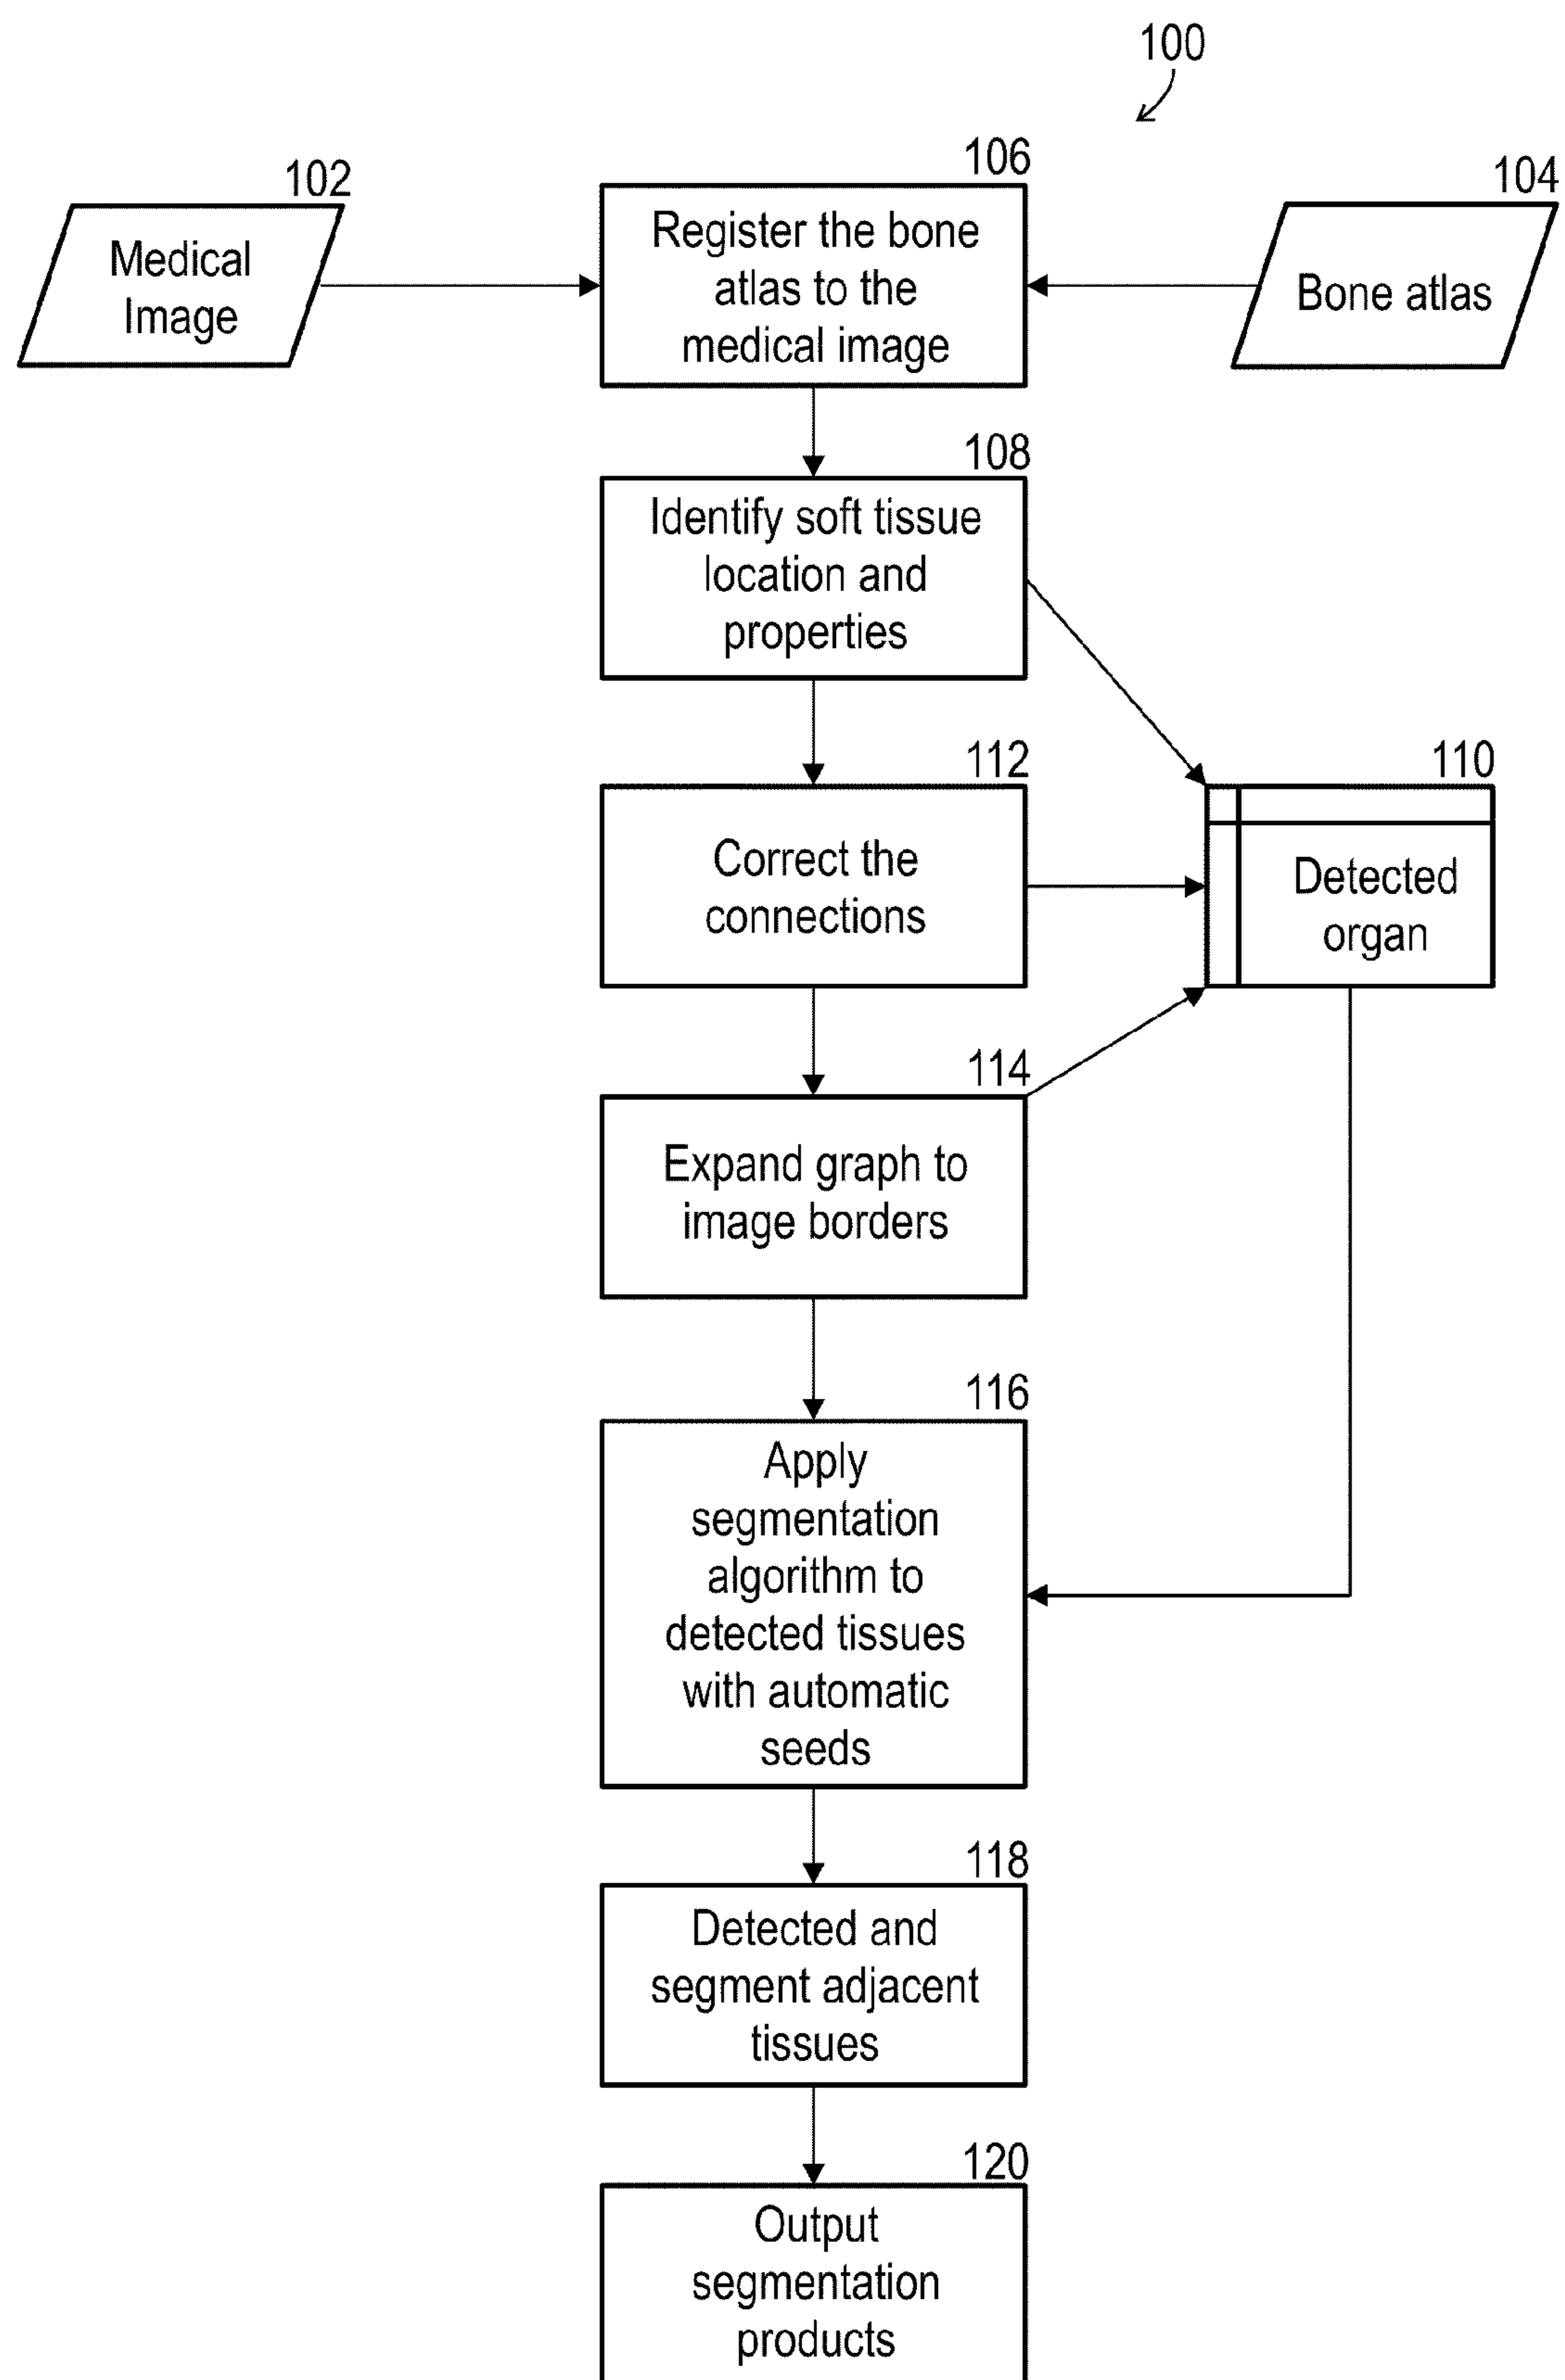 100
102
Medical
Image
106
Register the bone
atlas to the
medical image
104
Bone atlas
108
Identify soft tissue
location and
properties
112
Correct the
connections
110
Detected
organ
114
Expand graph to
image borders
116
Apply
segmentation
algorithm to
detected tissues
with automatic
seeds
118
Detected and
segment adjacent
tissues
120
Output
segmentation
products